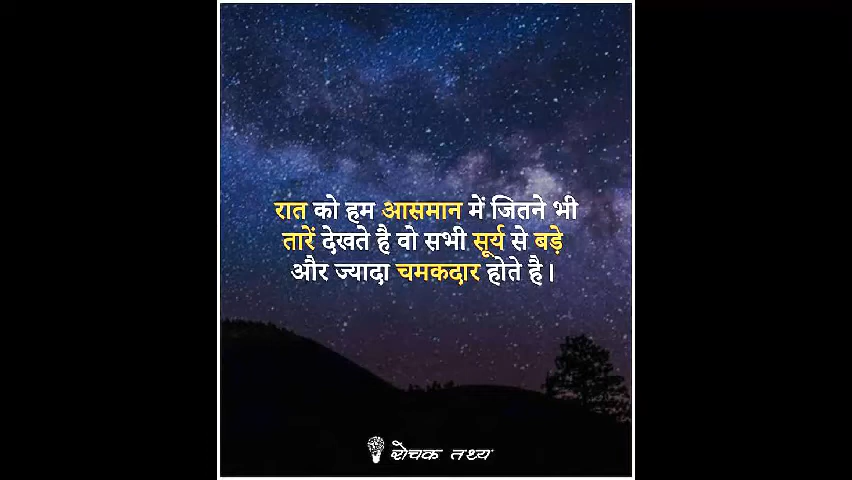 रात को हम आसमान में जितने भी
तारें देखते है वो सभी सूर्य से बड़े
और ज्यादा चमकदार होते है।
रोचक तथ्य